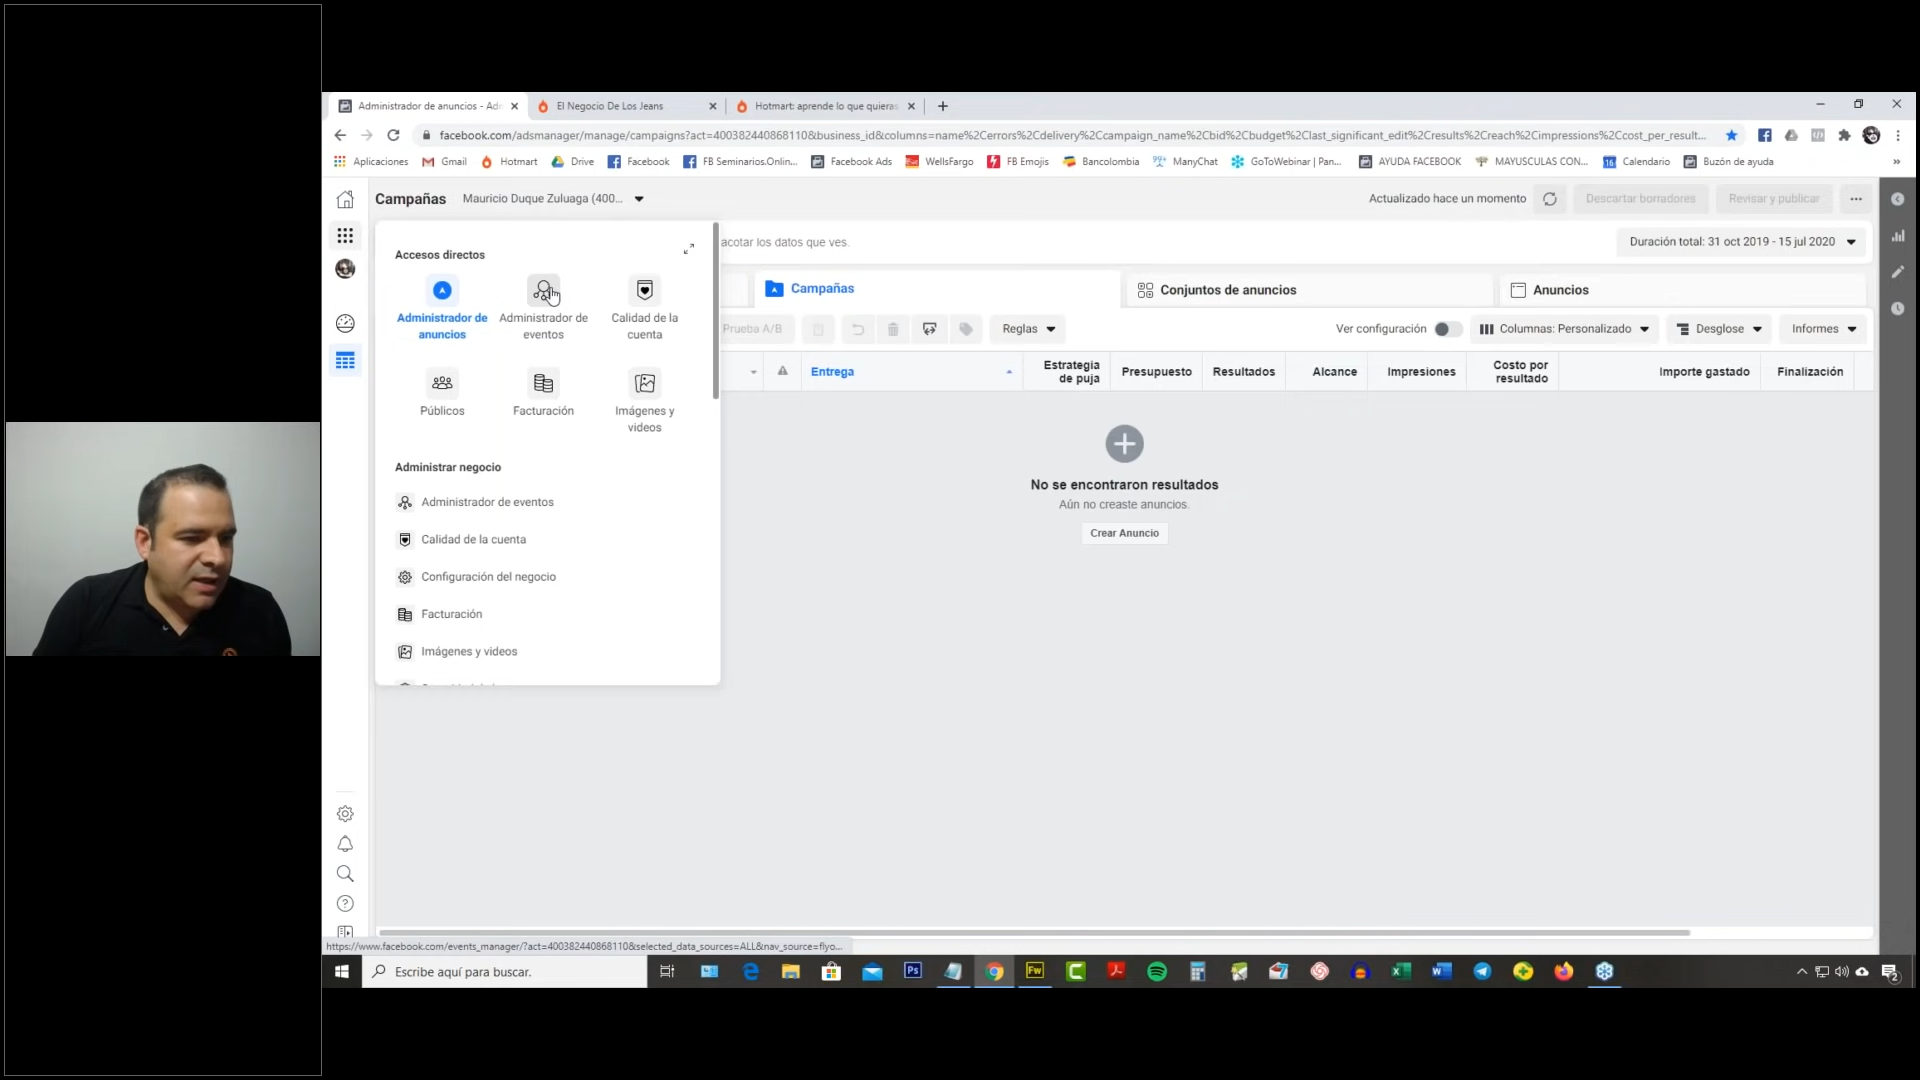 Administrador de anuncios - Ad
El Negocio De Los Jeans
Hotmart: aprende lo que quieras
facebook.com/adsmanager/manage/campaigns?act=400382440868110&business_id&columns=name%2Cerrors%2Cdelivery%2Ccampaign_name%2Cbid%2Cbudget%2Clast_significant_edit%2Cresults%2Creach%2Cimpressions%2Ccost_per_result...
Aplicaciones
Gmail
Hotmart
Drive
Facebook
FB Seminarios.Onlin...
Facebook Ads
WellsFargo
FB Emojis
Bancolombia
ManyChat
GoToWebinar | Pan...
AYUDA FACEBOOK
MAYUSCULAS CON...
Calendario
Buzón de ayuda
»
Campañas
Mauricio Duque Zuluaga (400...
Actualizado hace un momento
Descartar borradores
Revisar y publicar
acotar los datos que ves.
Duración total: 31 oct 2019 - 15 jul 2020
Accesos directos
Administrador de
anuncios
Administrador de
eventos
Calidad de la
cuenta
Públicos
Facturación
Imágenes y
videos
Administrar negocio
Administrador de eventos
Calidad de la cuenta
Configuración del negocio
Facturación
Imágenes y videos
Campañas
Conjuntos de anuncios
Anuncios
Prueba A/B
Reglas
Ver configuración
Columnas: Personalizado
Desglose
Informes
Entrega
Estrategia
de puja
Presupuesto
Resultados
Alcance
Impresiones
Costo por
resultado
Importe gastado
Finalización
No se encontraron resultados
Aún no creaste anuncios.
Crear Anuncio
https://www.facebook.com/events_manager/?act=400382440868110&selected_data_sources=ALL&nav_source=flyo...
Escribe aquí para buscar.